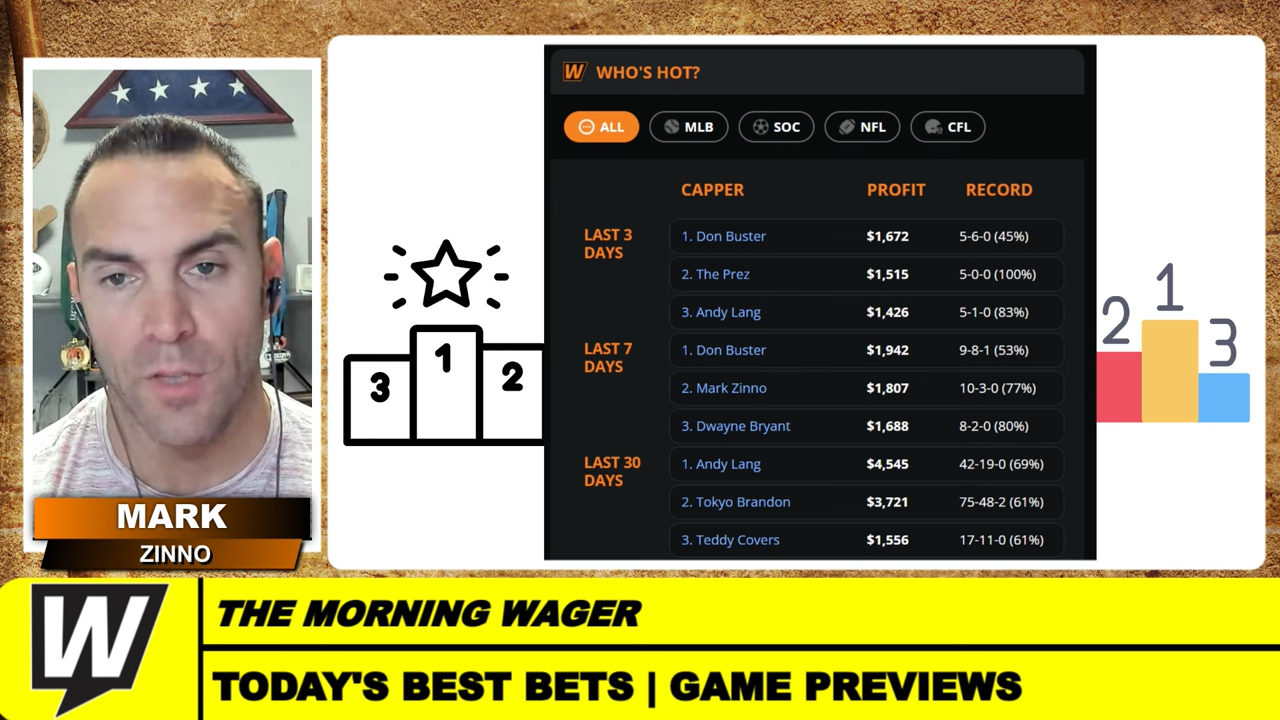 W WHO'S HOT?
ALL MLB SOC NFL CFL
CAPPER PROFIT RECORD
LAST 3 DAYS
1. Don Buster $1,672 5-6-0 (45%)
2. The Prez $1,515 5-0-0 (100%)
3. Andy Lang $1,426 5-1-0 (83%)
LAST 7 DAYS
1. Don Buster $1,942 9-8-1 (53%)
2. Mark Zinno $1,807 10-3-0 (77%)
3. Dwayne Bryant $1,688 8-2-0 (80%)
LAST 30 DAYS
1. Andy Lang $4,545 42-19-0 (69%)
2. Tokyo Brandon $3,721 75-48-2 (61%)
3. Teddy Covers $1,556 17-11-0 (61%)
3 1 2
2 1 3
MARK
ZINNO
W
THE MORNING WAGER
TODAY'S BEST BETS | GAME PREVIEWS